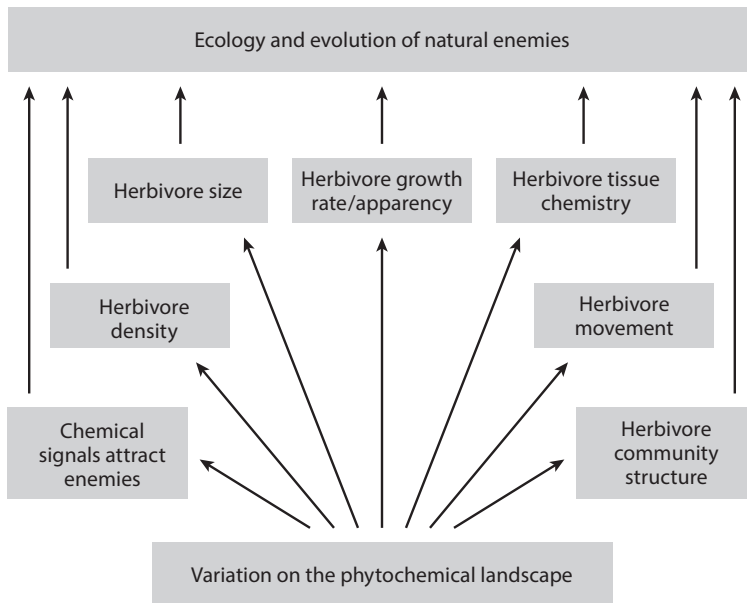 Ecology and evolution of natural enemies
Herbivore size
Herbivore growth
rate/apparency
Herbivore tissue
chemistry
Herbivore
density
Herbivore
movement
Chemical
signals attract
enemies
Herbivore
community
structure
Variation on the phytochemical landscape